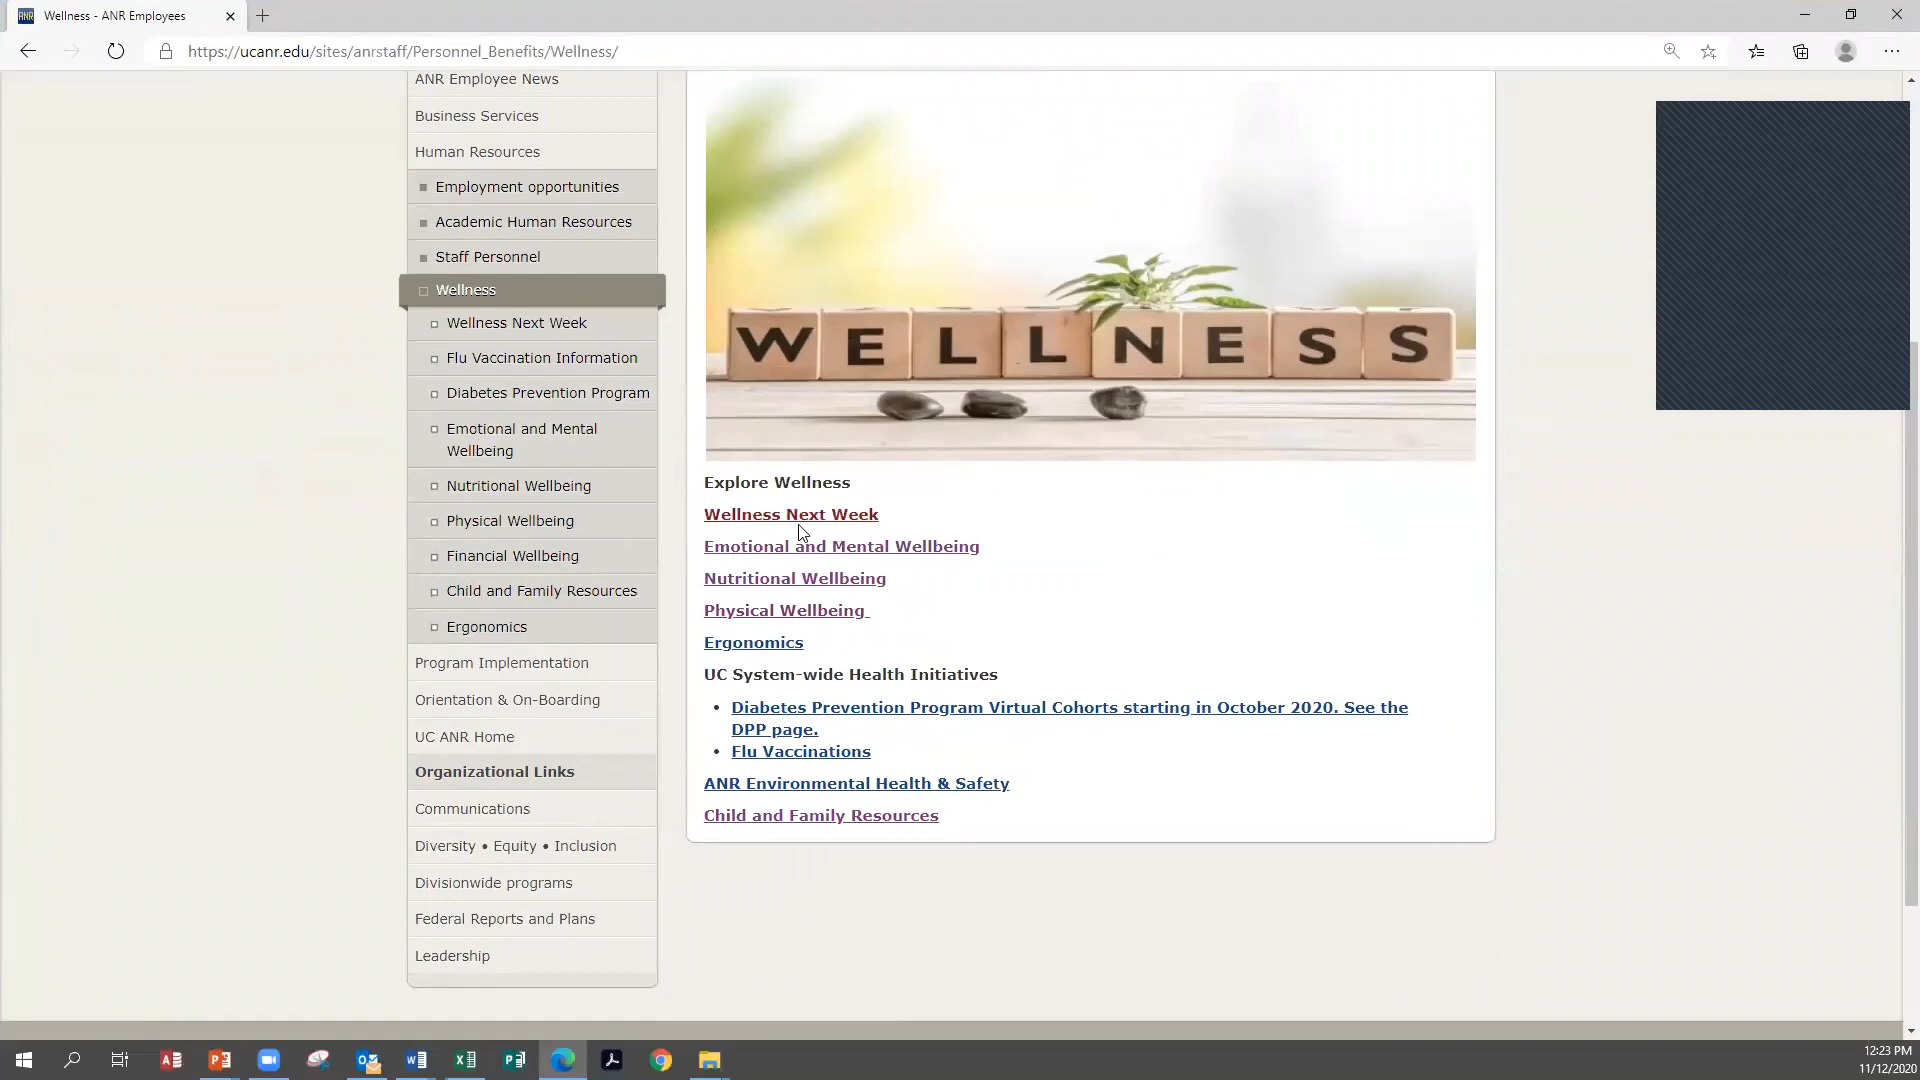 Wellness - ANR Employees
https://ucanr.edu/sites/anrstaff/Personnel_Benefits/Wellness/
ANR Employee News
Business Services
Human Resources
Employment opportunities
Academic Human Resources
Staff Personnel
Wellness
Wellness Next Week
Flu Vaccination Information
Diabetes Prevention Program
Emotional and Mental
Wellbeing
Nutritional Wellbeing
Physical Wellbeing
Financial Wellbeing
Child and Family Resources
Ergonomics
Program Implementation
Orientation & On-Boarding
UC ANR Home
Organizational Links
Communications
Diversity • Equity • Inclusion
Divisionwide programs
Federal Reports and Plans
Leadership
WELLNESS
Explore Wellness
Wellness Next Week
Emotional and Mental Wellbeing
Nutritional Wellbeing
Physical Wellbeing
Ergonomics
UC System-wide Health Initiatives
• Diabetes Prevention Program Virtual Cohorts starting in October 2020. See the
DPP page.
• Flu Vaccinations
ANR Environmental Health & Safety
Child and Family Resources
12:23 PM
11/12/2020